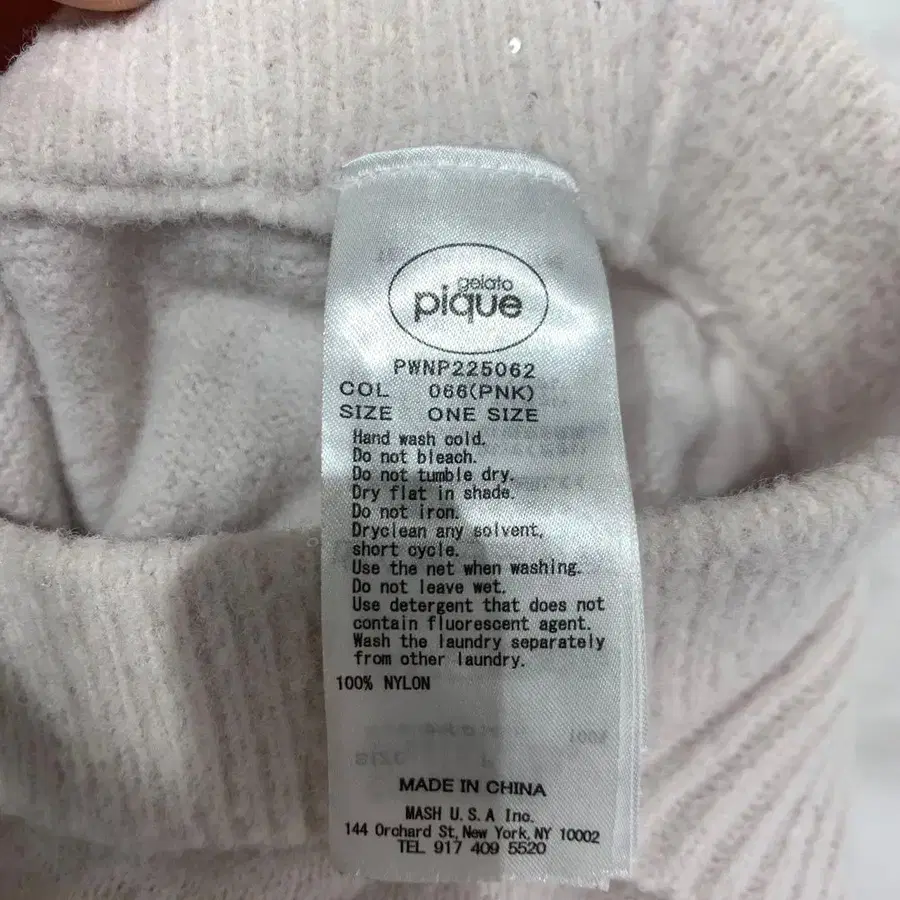 gelato
pique
PWNP225062
COL 066(PNK)
SIZE ONE SIZE
Hand wash cold.
Do not bleach.
Do not tumble dry.
Dry flat in shade.
Do not iron.
Dryclean any solvent,
short cycle.
Use the net when washing.
Do not leave wet.
Use detergent that does not
contain fluorescent agent.
Wash the laundry separately
from other laundry.
100% NYLON
MADE IN CHINA
MASH U.S.A Inc.
144 Orchard St, New York, NY 10002
TEL 917 409 5520